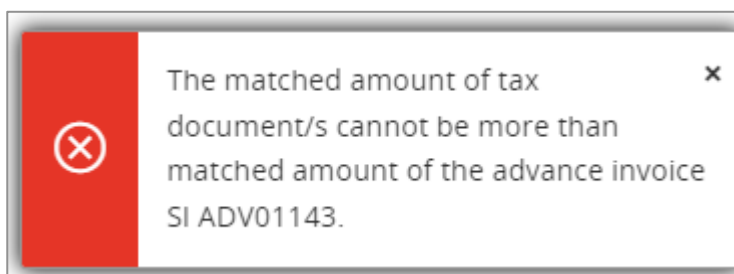 The matched amount of tax
document/s cannot be more than
matched amount of the advance invoice
SI ADV01143.